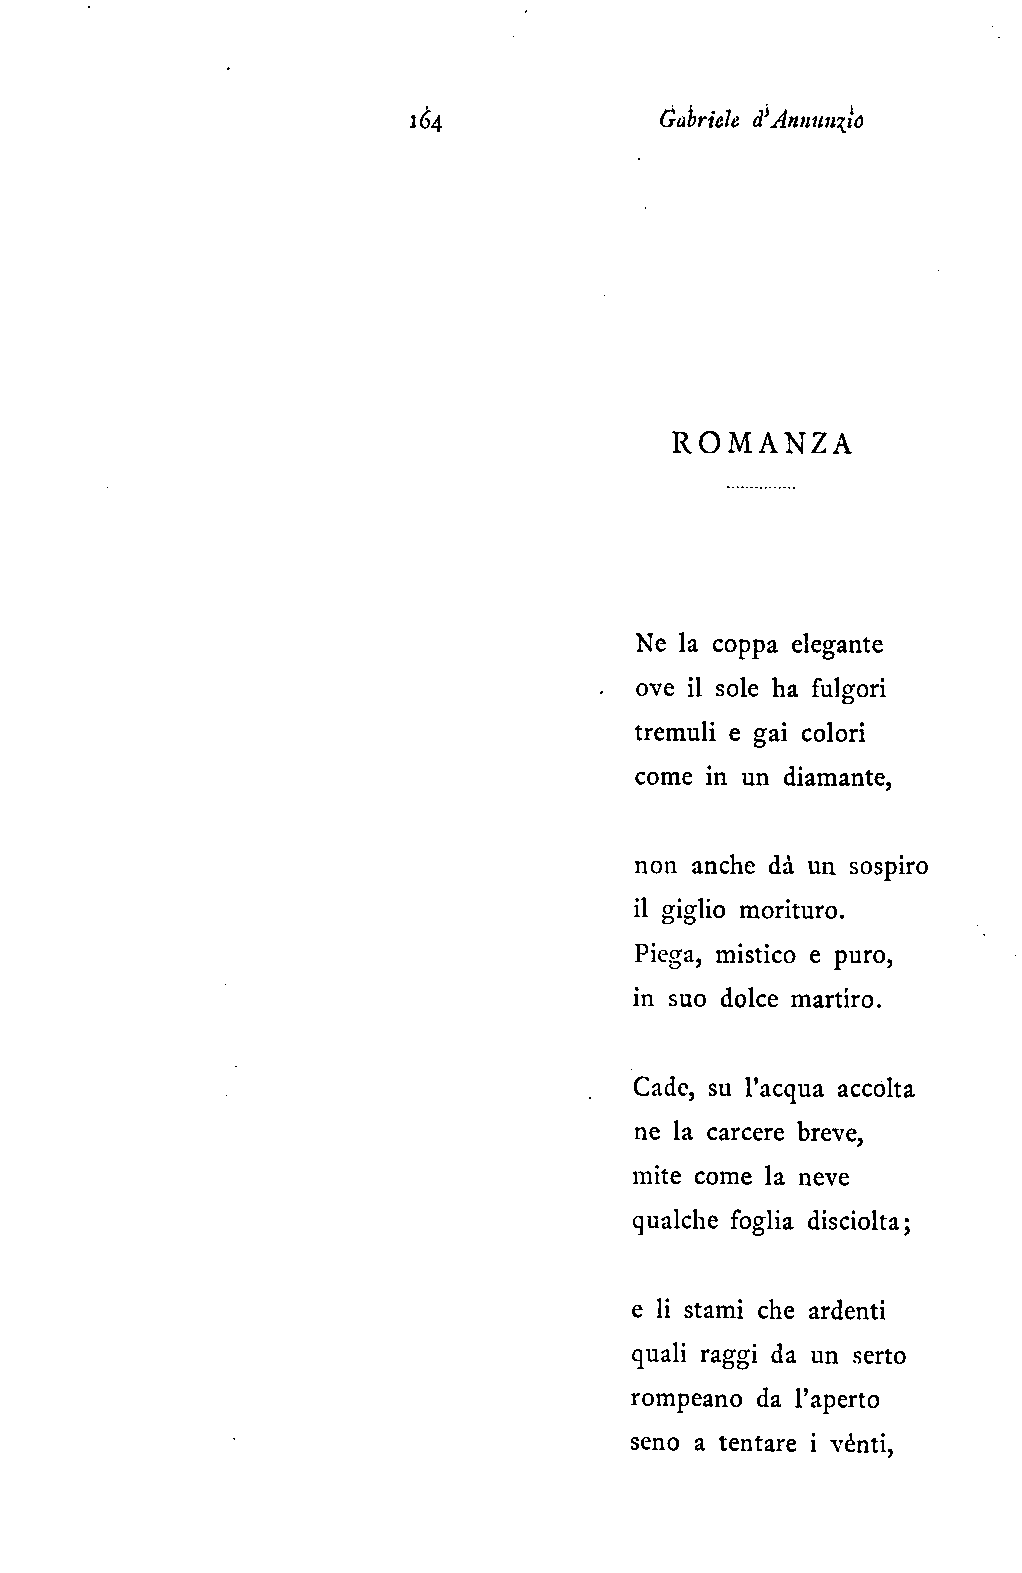 164 Gabriele d'Annunzio
ROMANZA
Ne la coppa elegante
ove il sole ha fulgori
tremuli e gai colori
come in un diamante,
non anche dà un sospiro
il giglio morituro.
Piega, mistico e puro,
in suo dolce martíro.
Cade, su l'acqua accolta
ne la carcere breve,
mite come la neve
qualche foglia disciolta;
e li stami che ardenti
quali raggi da un serto
rompeano da l'aperto
seno a tentare i vènti,